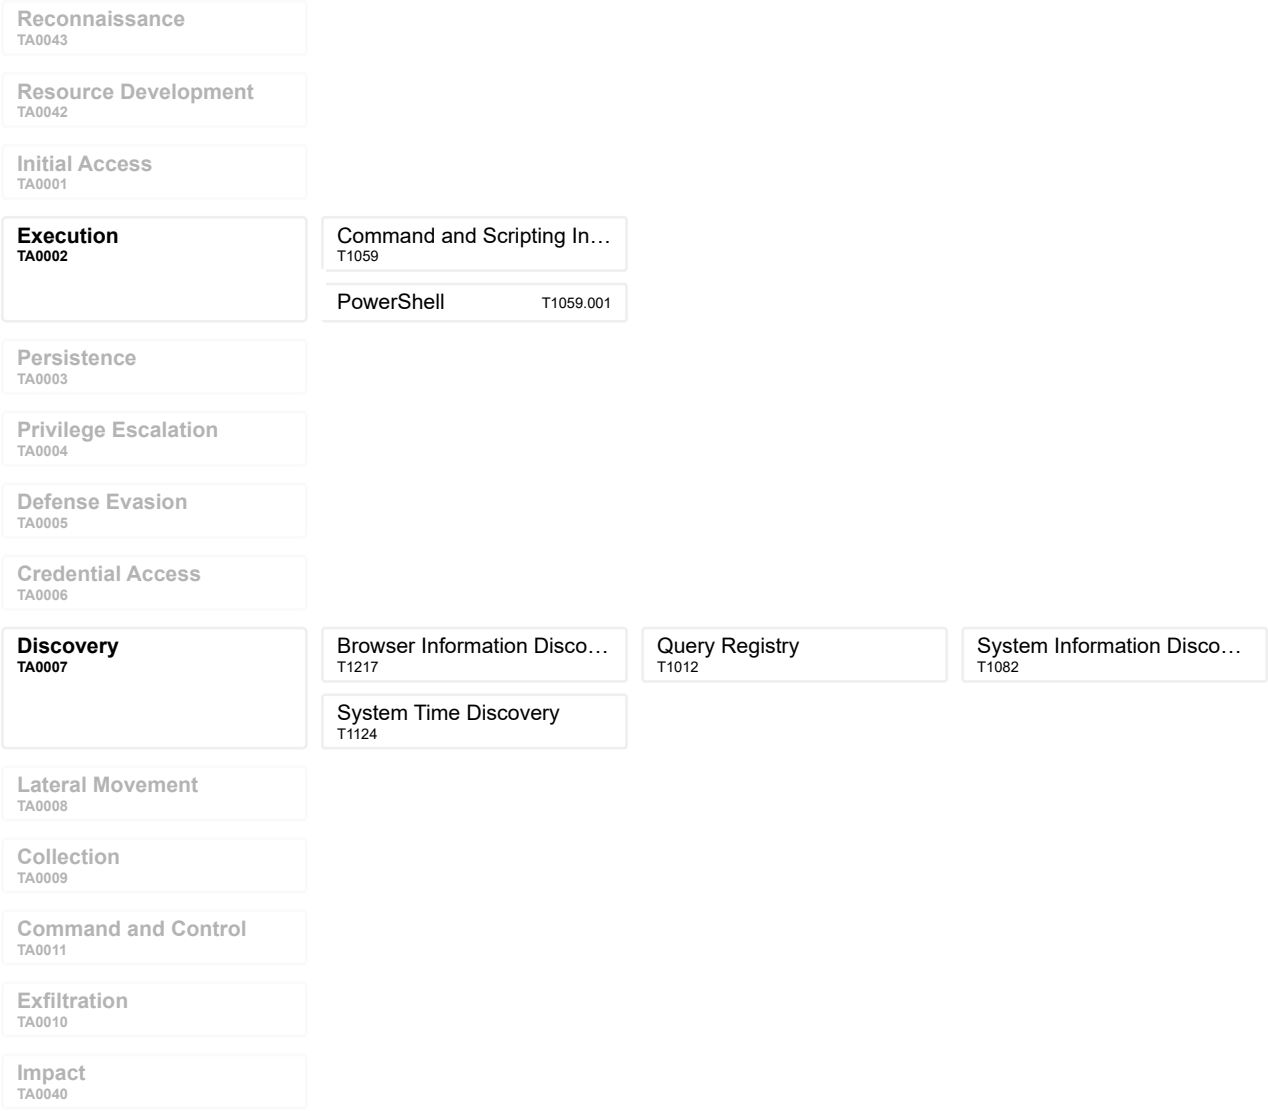 Reconnaissance
TA0043
Resource Development
TA0042
Initial Access
TA0001
Execution
TA0002
Command and Scripting In…
T1059
PowerShell T1059.001
Persistence
TA0003
Privilege Escalation
TA0004
Defense Evasion
TA0005
Credential Access
TA0006
Discovery
TA0007
Browser Information Disco…
T1217
Query Registry
T1012
System Information Disco…
T1082
System Time Discovery
T1124
Lateral Movement
TA0008
Collection
TA0009
Command and Control
TA0011
Exfiltration
TA0010
Impact
TA0040